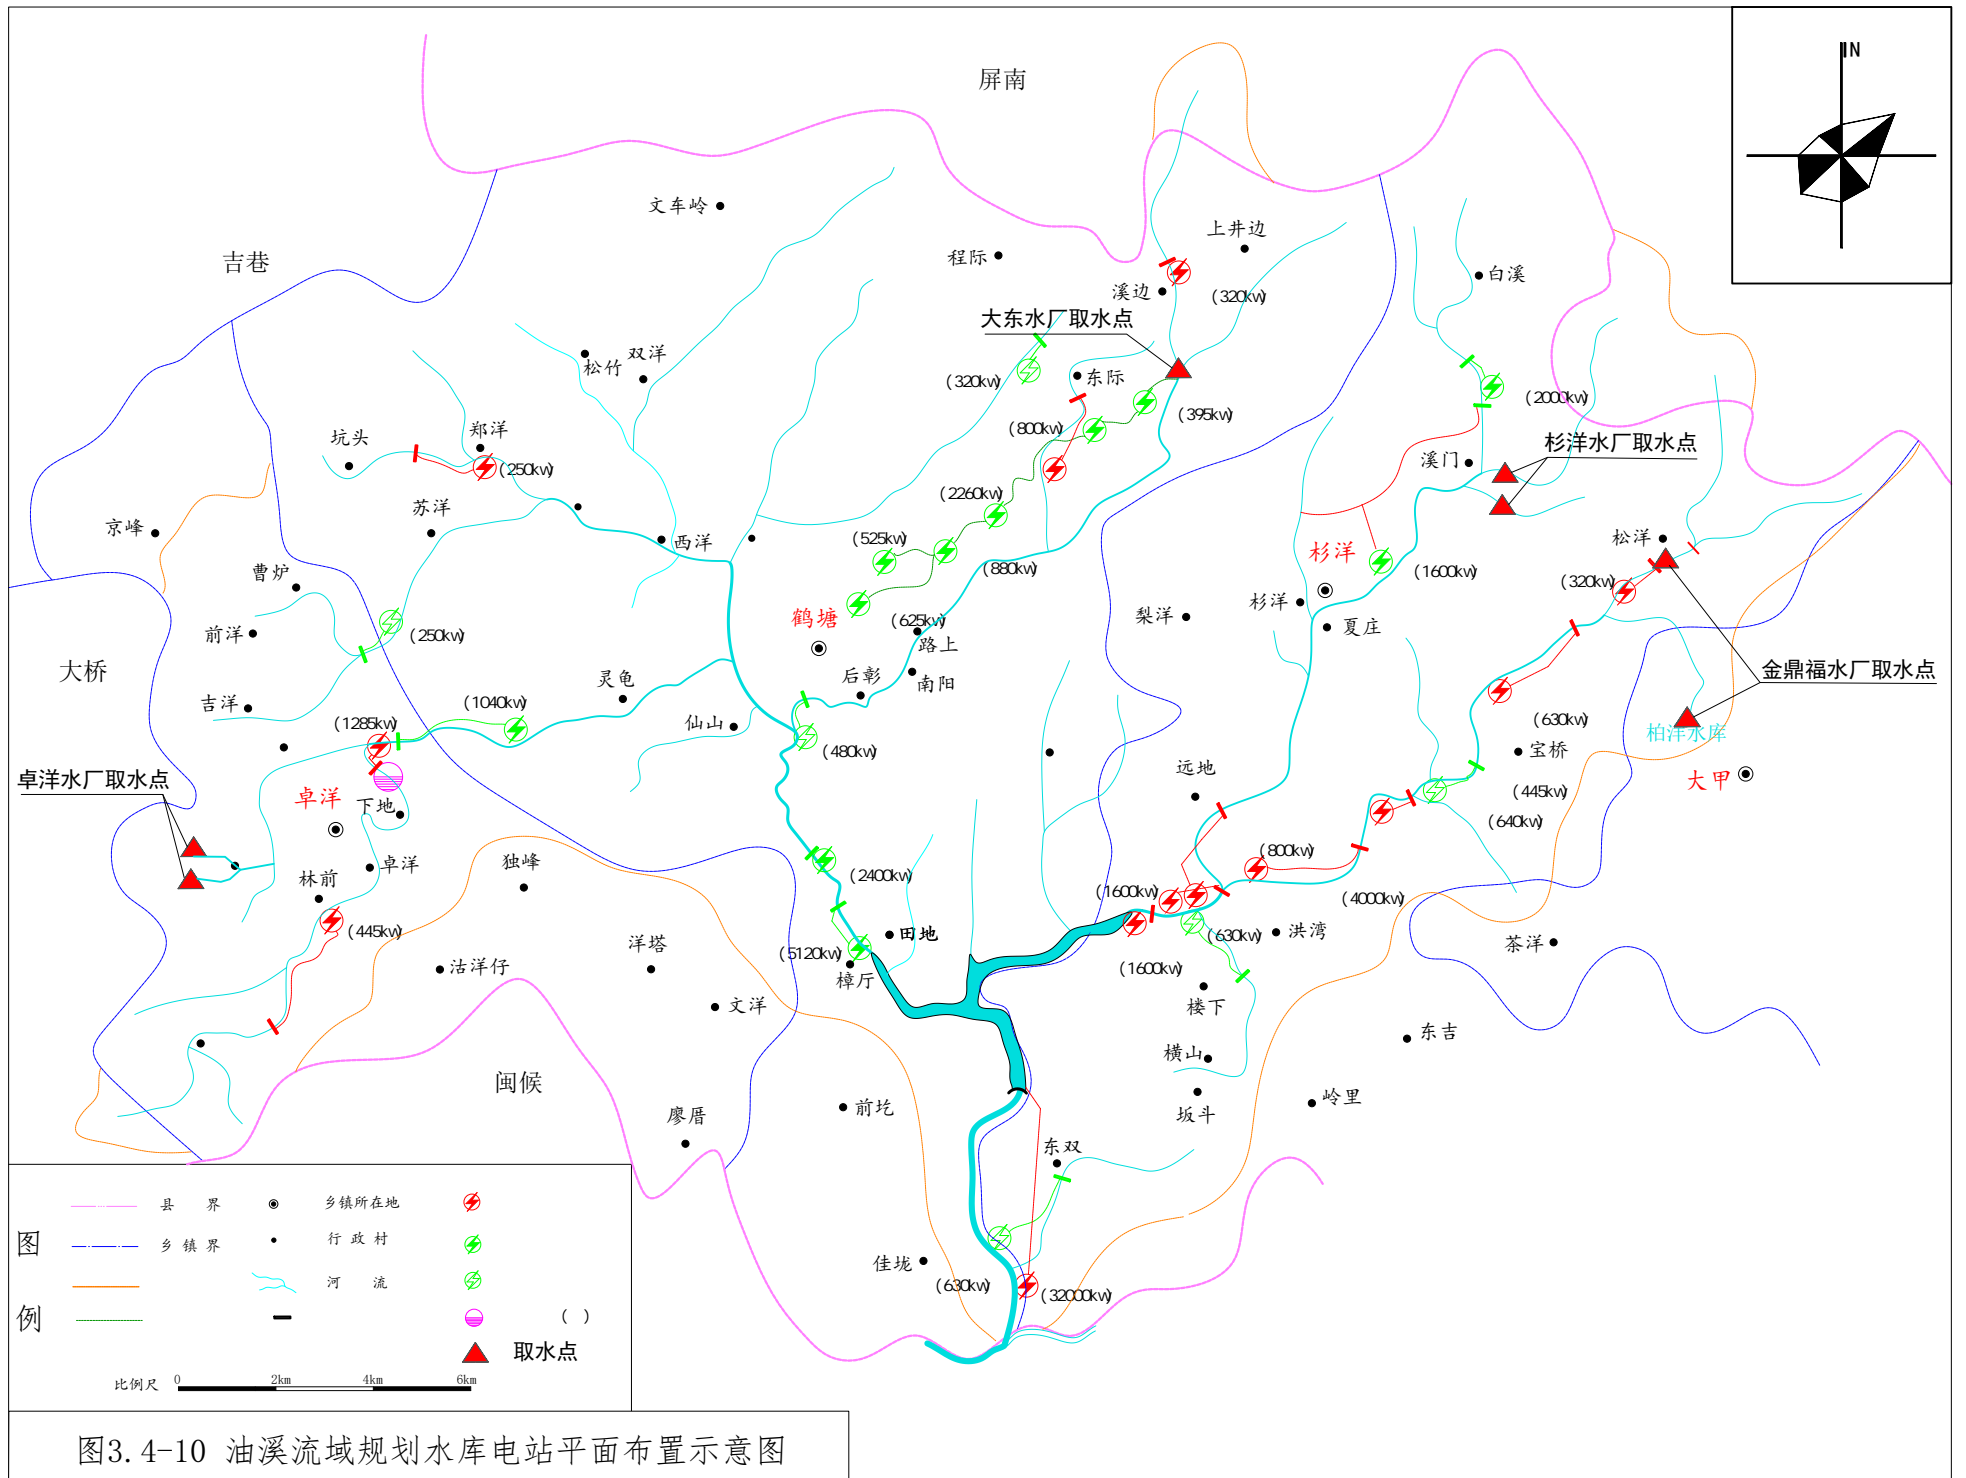 屏南
IN
文车岭
上井边
程际
吉巷
白溪
溪边
(320kw)
大东水厂取水点
双洋
松竹
(320kw)
东际
(2000kw)
(395kw)
郑洋
坑头
(800kw)
杉洋水厂取水点
溪门
(250kw)
(2260kw)
苏洋
京峰
(525kw)
西洋
松洋
杉洋
(880kw)
(1600kw)
(320kw)
曹炉
杉洋
鹤塘
梨洋
(625kw)
前洋
(250kw)
夏庄
路上
大桥
后彰
灵龟
南阳
金鼎福水厂取水点
吉洋
(1040kw)
仙山
(1285kw)
(630kw)
柏洋水库
(480kw)
宝桥
远地
大甲
卓洋水厂取水点
卓洋
下地
(445kw)
(640kw)
独峰
卓洋
(800kw)
林前
(2400kw)
(1600kw)
(4000kw)
(445kw)
田地
(630kw)
洪湾
洋塔
茶洋
(5120kw)
沽洋仔
樟厅
(1600kw)
文洋
楼下
东吉
横山
闽候
前圪
岭里
廖厝
坂斗
东双
佳垅
(630kw)
(32000kw)
图
例
县 界
乡镇所在地
乡 镇 界
行 政 村
河 流
( )
取水点
比例尺
0
2km
4km
6km
图3.4-10 油溪流域规划水库电站平面布置示意图